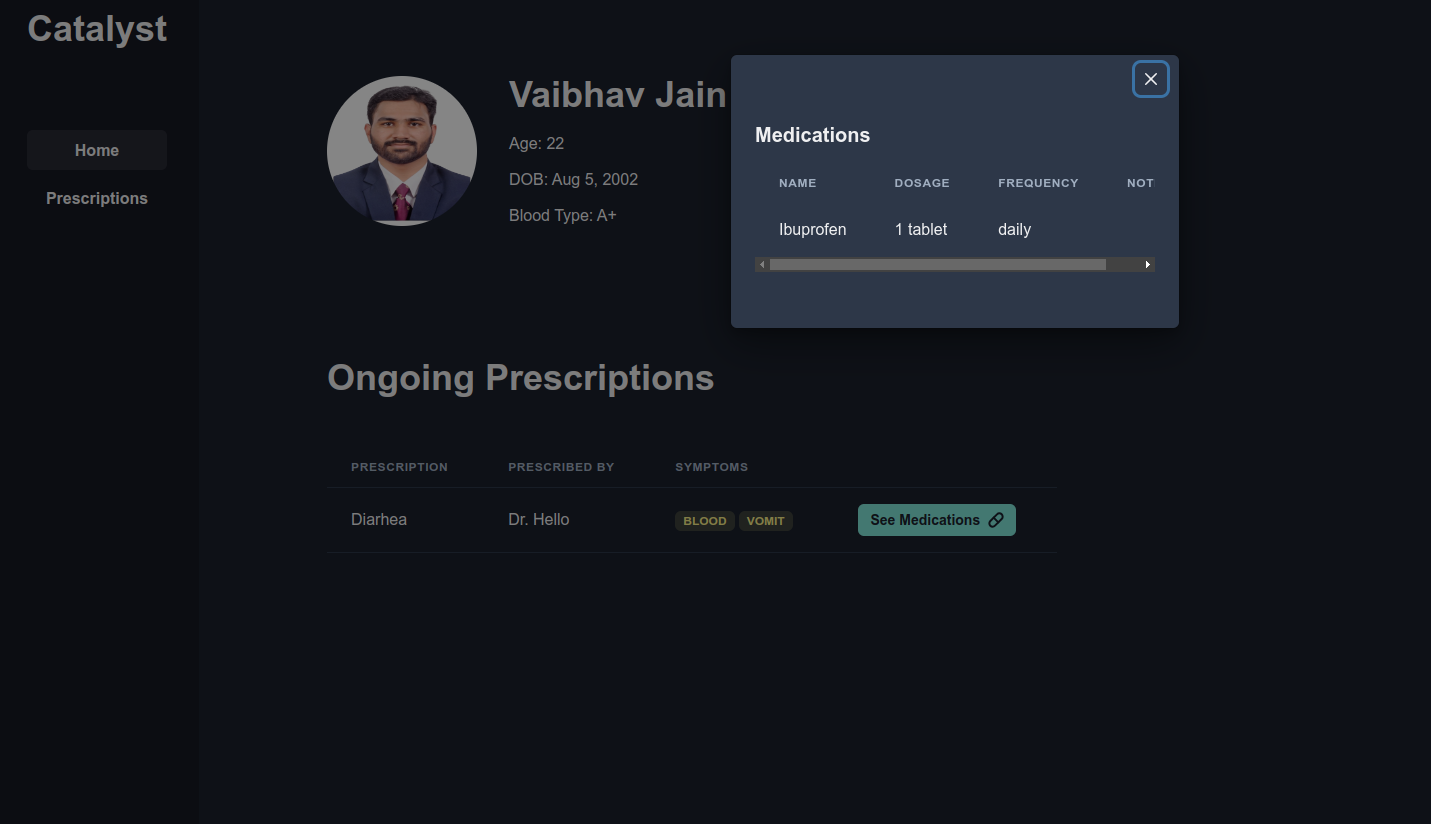 Catalyst
Home
Prescriptions
Vaibhav Jain
Age: 22
DOB: Aug 5, 2002
Blood Type: A+
Medications
NAME DOSAGE FREQUENCY NOT
Ibuprofen 1 tablet daily
Ongoing Prescriptions
PRESCRIPTION PRESCRIBED BY SYMPTOMS
Diarhea Dr. Hello BLOOD VOMIT See Medications